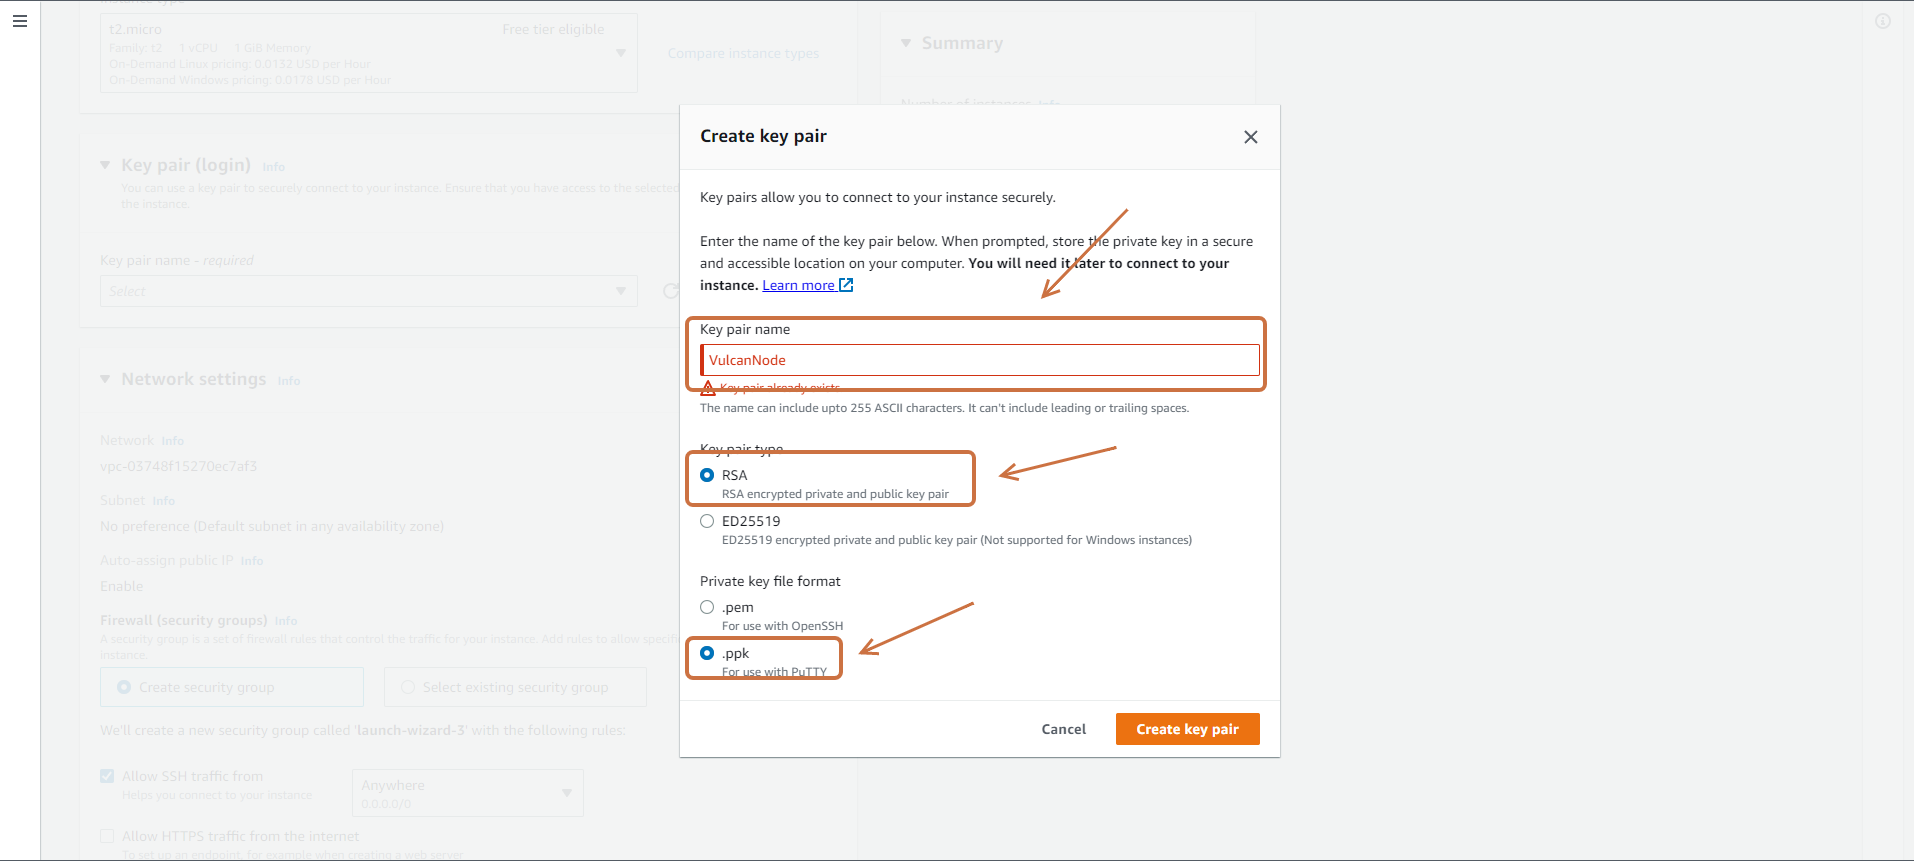 t2.micro
Free tier eligible
Family: t2 1 vCPU 1 GiB Memory
On-Demand Linux pricing: 0.0132 USD per Hour
On-Demand Windows pricing: 0.0178 USD per Hour
Compare instance types
Summary
Number of instances Info
Key pair (login) Info
You can use a key pair to securely connect to your instance. Ensure that you have access to the selected
the instance.
Key pair name - required
Select
Network settings Info
Network Info
vpc-03748f15270ec7af3
Subnet Info
No preference (Default subnet in any availability zone)
Auto-assign public IP Info
Enable
Firewall (security groups) Info
A security group is a set of firewall rules that control the traffic for your instance. Add rules to allow specifi
instance.
Create security group
Select existing security group
We'll create a new security group called 'launch-wizard-3' with the following rules:
Allow SSH traffic from
Helps you connect to your instance
Anywhere
0.0.0.0/0
Allow HTTPS traffic from the internet
To set up an endpoint, for example when creating a web server
Create key pair
Key pairs allow you to connect to your instance securely.
Enter the name of the key pair below. When prompted, store the private key in a secure
and accessible location on your computer. You will need it later to connect to your
instance. Learn more
Key pair name
VulcanNode
Key pair already exists
The name can include upto 255 ASCII characters. It can't include leading or trailing spaces.
Key pair type
RSA
RSA encrypted private and public key pair
ED25519
ED25519 encrypted private and public key pair (Not supported for Windows instances)
Private key file format
.pem
For use with OpenSSH
.ppk
For use with PuTTY
Cancel
Create key pair